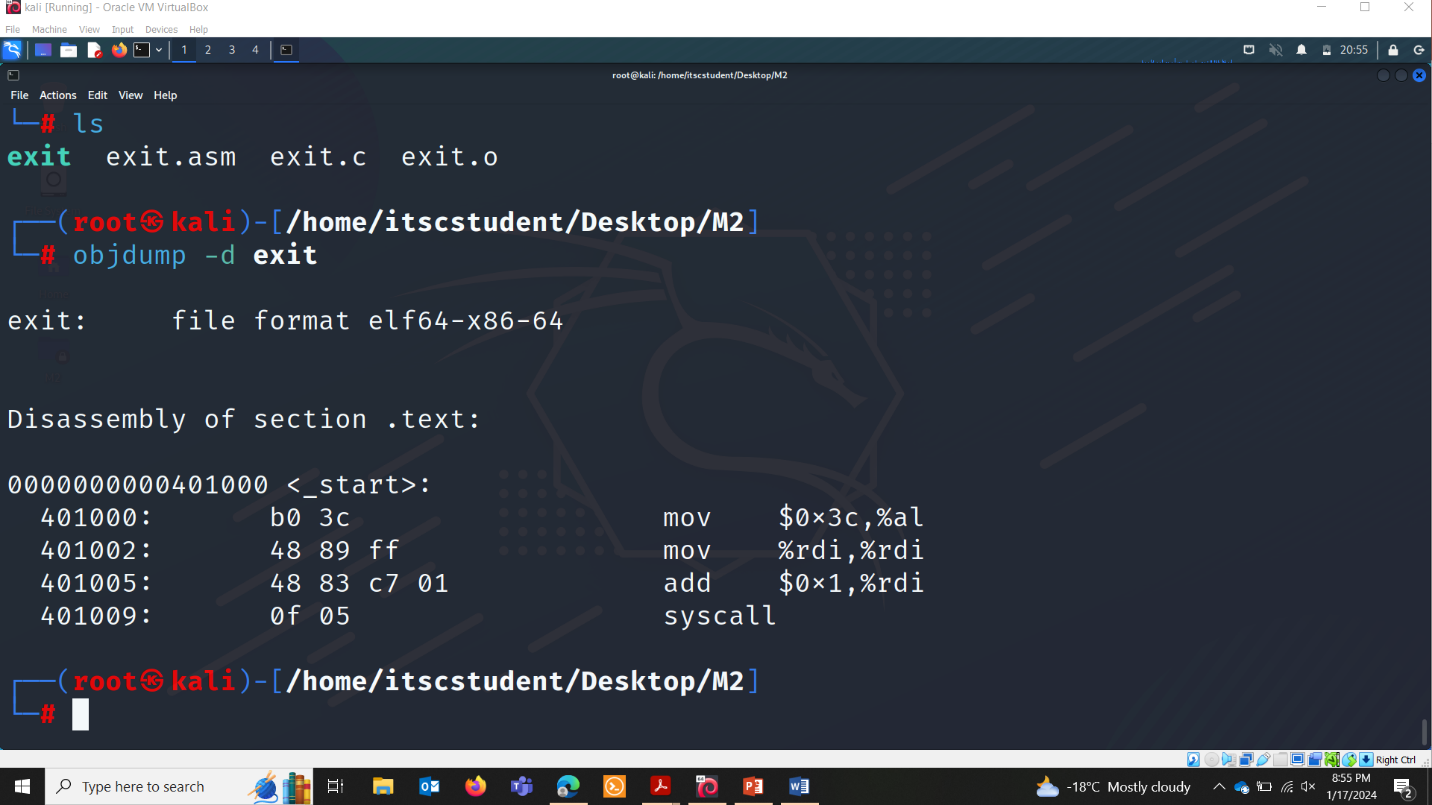 kali [Running] - Oracle VM VirtualBox
File Machine View Input Devices Help
1 2 3 4 20:55
root@kali: /home/itscstudent/Desktop/M2
File Actions Edit View Help
└─# ls
exit exit.asm exit.c exit.o
┌──(root㉿kali)-[/home/itscstudent/Desktop/M2]
└─# objdump -d exit
exit: file format elf64-x86-64
Disassembly of section .text:
0000000000401000 <_start>:
401000: b0 3c mov $0×3c,%al
401002: 48 89 ff mov %rdi,%rdi
401005: 48 83 c7 01 add $0×1,%rdi
401009: 0f 05 syscall
┌──(root㉿kali)-[/home/itscstudent/Desktop/M2]
└─#
Right Ctrl
Type here to search
-18°C Mostly cloudy
8:55 PM
1/17/2024
2